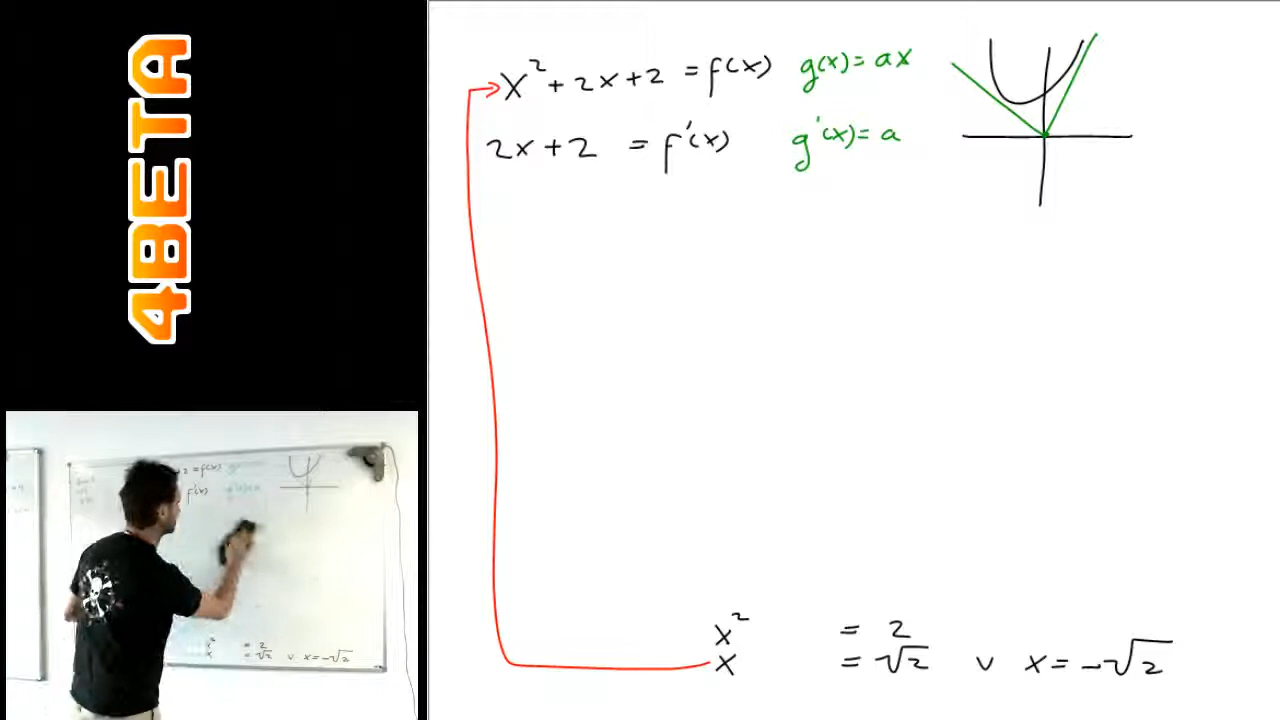 4BETA
x² + 2x + 2 = f(x) g(x) = ax
2x + 2 = f'(x) g'(x) = a
x² = 2
x = √2 v x = -√2